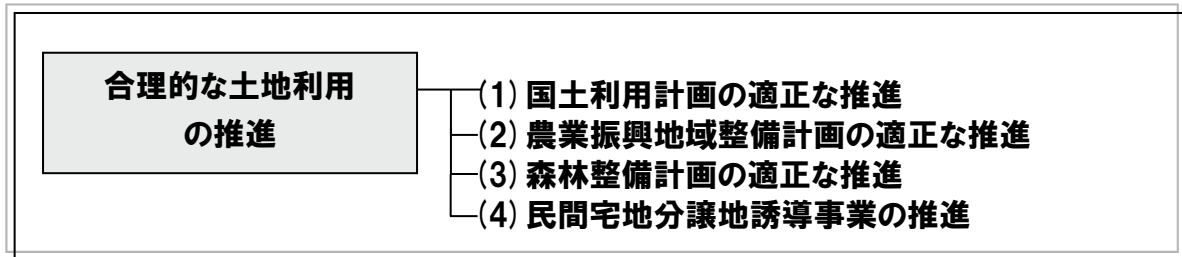 合理的な土地利用
の推進
(1) 国土利用計画の適正な推進
(2) 農業振興地域整備計画の適正な推進
(3) 森林整備計画の適正な推進
(4) 民間宅地分譲地誘導事業の推進